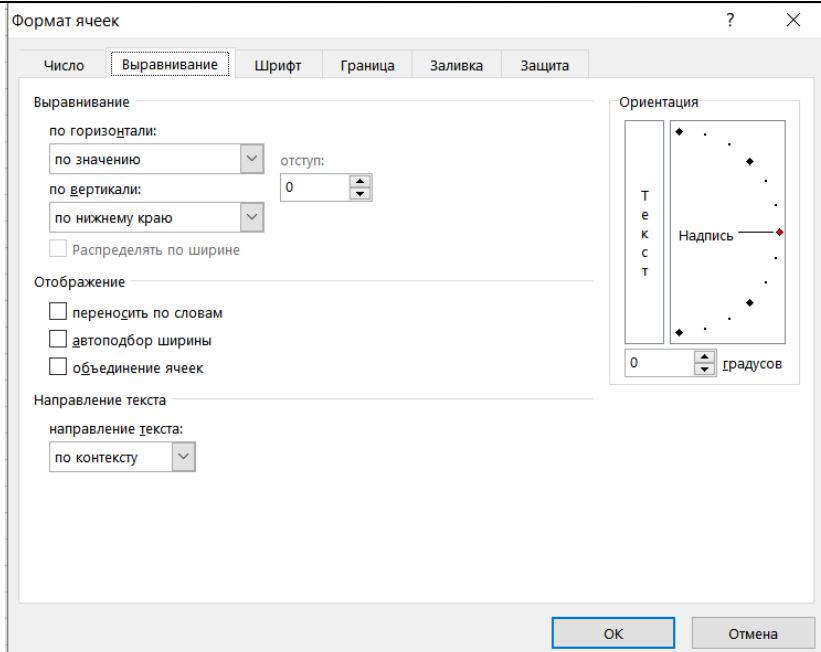 Формат ячеек ?
Число Выравнивание Шрифт Граница Заливка Защита
Выравнивание
по горизонтали:
по значению
отступ:
0
по вертикали:
по нижнему краю
Распределять по ширине
Отображение
переносить по словам
автоподбор ширины
объединение ячеек
Направление текста
направление текста:
по контексту
Ориентация
Текст
Надпись
0 градусов
ОК Отмена